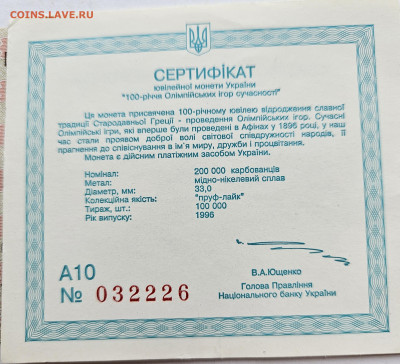 COINS.LAVE.RU
СЕРТИФІКАТ
ювілейної монети України
"100-річчя Олімпійських ігор сучасності"
Ця монета присвячена 100-річному ювілею відродження славної
традиції Стародавньої Греції - проведення Олімпійських ігор. Сучасні
Олімпійські ігри, які вперше були проведені в Афінах у 1896 році, у наш
час стали проявом доброї волі світової співдружності народів, її
прагнення до співіснування в ім'я миру, дружби і процвітання.
Монета є дійсним платіжним засобом України.
Номінал: 200 000 карбованців
Метал: мідно-нікелевий сплав
Діаметр, мм: 33,0
Колекційна якість: "пруф-лайк"
Тираж, шт.: 100 000
Рік випуску: 1996
А10
№ 032226
В.А.Ющенко
Голова Правління
Національного банку України